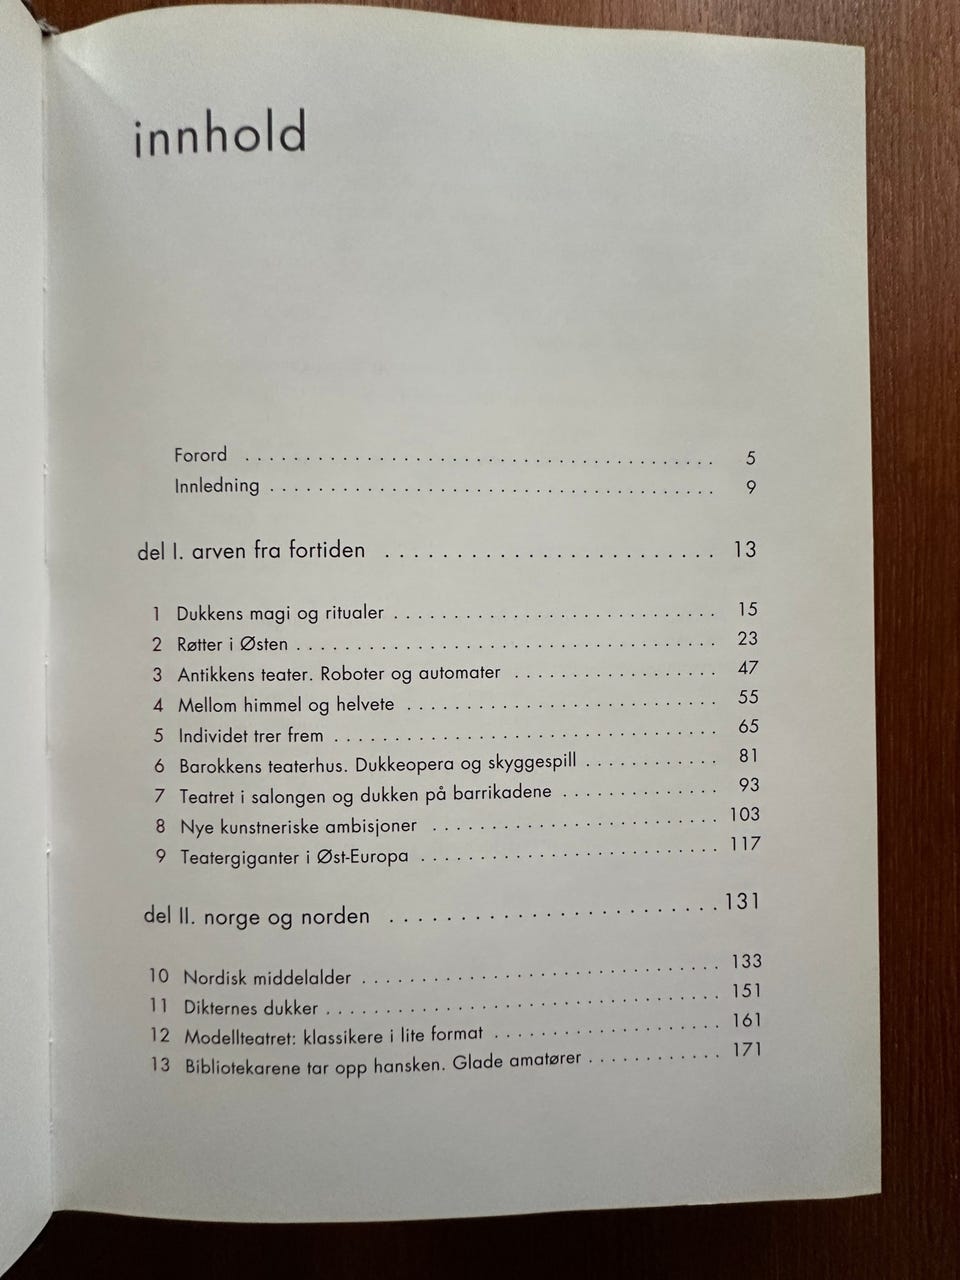 innhold
Forord . . . . . . . . . . . . . . . . . . . . . . . . . . . . . . . . . . . . . . . 5
Innledning . . . . . . . . . . . . . . . . . . . . . . . . . . . . . . . . . . . . . 9
del I. arven fra fortiden . . . . . . . . . . . . . . . . . . . . . . . . 13
1 Dukkens magi og ritualer . . . . . . . . . . . . . . . . . . . . . . . . . . . 15
2 Røtter i Østen . . . . . . . . . . . . . . . . . . . . . . . . . . . . . . . . . . . 23
3 Antikkens teater. Roboter og automater . . . . . . . . . . . . . . . . . 47
4 Mellom himmel og helvete . . . . . . . . . . . . . . . . . . . . . . . . . . 55
5 Individet trer frem . . . . . . . . . . . . . . . . . . . . . . . . . . . . . . . . 65
6 Barokkens teaterhus. Dukkeopera og skyggespill . . . . . . . . . . . 81
7 Teatret i salongen og dukken på barrikadene . . . . . . . . . . . . . 93
8 Nye kunstneriske ambisjoner . . . . . . . . . . . . . . . . . . . . . . . . 103
9 Teatergiganter i Øst-Europa . . . . . . . . . . . . . . . . . . . . . . . . . 117
del II. norge og norden . . . . . . . . . . . . . . . . . . . . . . . . 131
10 Nordisk middelalder . . . . . . . . . . . . . . . . . . . . . . . . . . . . . . 133
11 Dikternes dukker . . . . . . . . . . . . . . . . . . . . . . . . . . . . . . . . . 151
12 Modellteatret: klassikere i lite format . . . . . . . . . . . . . . . . . . . 161
13 Bibliotekarene tar opp hansken. Glade amatører . . . . . . . . . . . 171